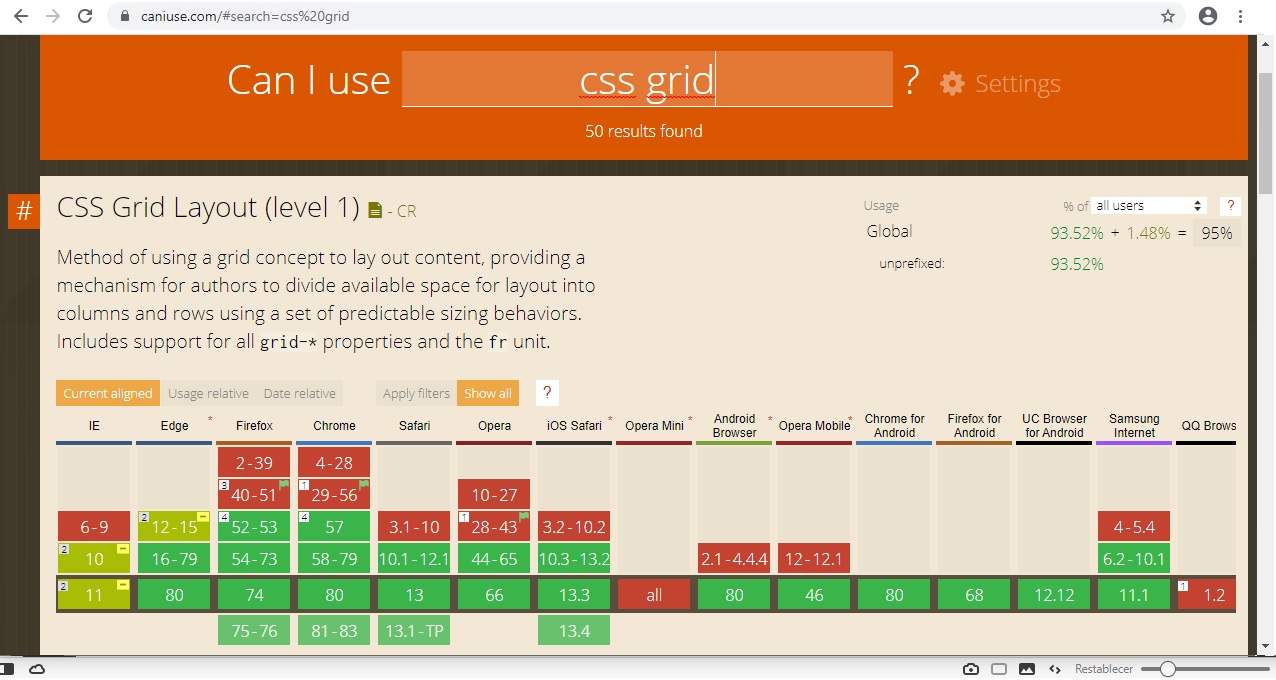 caniuse.com/#search=css%20grid
Can I use css grid ? Settings
50 results found
#
CSS Grid Layout (level 1) - CR
Usage % of all users ?
Global 93.52% + 1.48% = 95%
unprefixed: 93.52%
Method of using a grid concept to lay out content, providing a
mechanism for authors to divide available space for layout into
columns and rows using a set of predictable sizing behaviors.
Includes support for all grid-* properties and the fr unit.
Current aligned Usage relative Date relative Apply filters Show all ?
IE Edge * Firefox Chrome Safari Opera iOS Safari * Opera Mini * Android Browser * Opera Mobile * Chrome for Android Firefox for Android UC Browser for Android Samsung Internet QQ Brows
2-39 4-28
3 40-51 1 29-56 10-27
6-9 2 12-15 4 52-53 4 57 3.1-10 1 28-43 3.2-10.2 4-5.4
2 10 16-79 54-73 58-79 10.1-12.1 44-65 10.3-13.2 2.1-4.4.4 12-12.1 6.2-10.1
2 11 80 74 80 13 66 13.3 all 80 46 80 68 12.12 11.1 1 1.2
75-76 81-83 13.1-TP 13.4
Restablecer